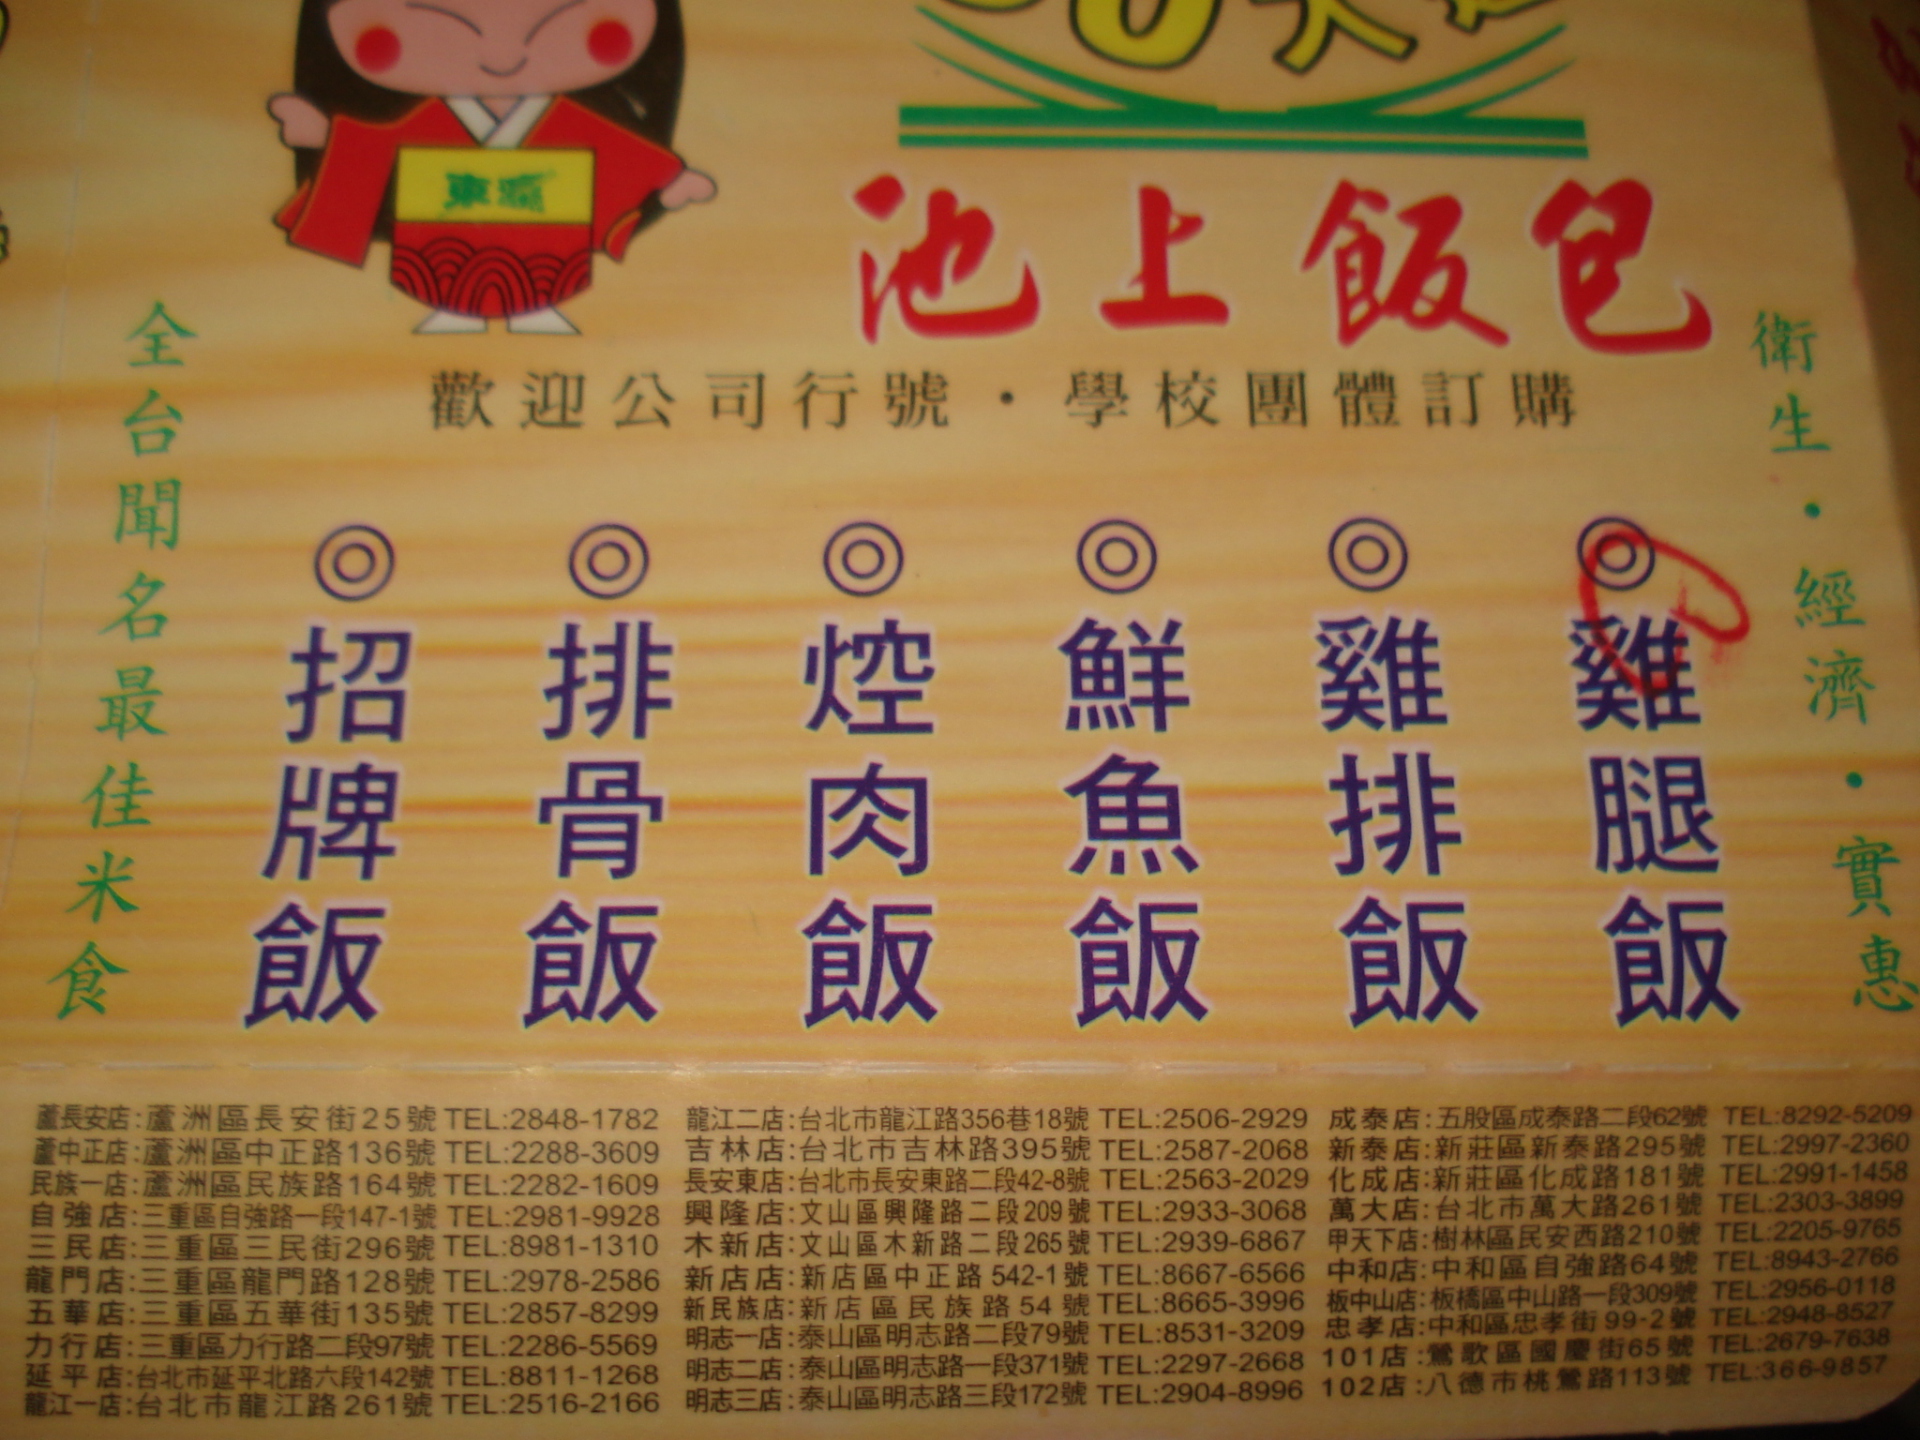 東瀛
池上飯包
歡迎公司行號・學校團體訂購
全台聞名最佳米食
衛生・經濟・實惠
◎招牌飯
◎排骨飯
◎焢肉飯
◎鮮魚飯
◎雞排飯
◎雞腿飯
蘆長安店:蘆洲區長安街25號 TEL:2848-1782
蘆中正店:蘆洲區中正路136號 TEL:2288-3609
民族一店:蘆洲區民族路164號 TEL:2282-1609
自強店:三重區自強路一段147-1號 TEL:2981-9928
三民店:三重區三民街296號 TEL:8981-1310
龍門店:三重區龍門路128號 TEL:2978-2586
五華店:三重區五華街135號 TEL:2857-8299
力行店:三重區力行路二段97號 TEL:2286-5569
延平店:台北市延平北路六段142號 TEL:8811-1268
龍江一店:台北市龍江路261號 TEL:2516-2166
龍江二店:台北市龍江路356巷18號 TEL:2506-2929
吉林店:台北市吉林路395號 TEL:2587-2068
長安東店:台北市長安東路二段42-8號 TEL:2563-2029
興隆店:文山區興隆路二段209號 TEL:2933-3068
木新店:文山區木新路二段265號 TEL:2939-6867
新店店:新店區中正路542-1號 TEL:8667-6566
新民族店:新店區民族路54號 TEL:8665-3996
明志一店:泰山區明志路二段79號 TEL:8531-3209
明志二店:泰山區明志路一段371號 TEL:2297-2668
明志三店:泰山區明志路三段172號 TEL:2904-8996
成泰店:五股區成泰路二段62號 TEL:8292-5209
新泰店:新莊區新泰路295號 TEL:2997-2360
化成店:新莊區化成路181號 TEL:2991-1458
萬大店:台北市萬大路261號 TEL:2303-3899
甲天下店:樹林區民安西路210號 TEL:2205-9765
中和店:中和區自強路64號 TEL:8943-2766
板中山店:板橋區中山路一段309號 TEL:2956-0118
忠孝店:中和區忠孝街99-2號 TEL:2948-8527
101店:鶯歌區國慶街65號 TEL:2679-7638
102店:八德市桃鶯路113號 TEL:366-9857